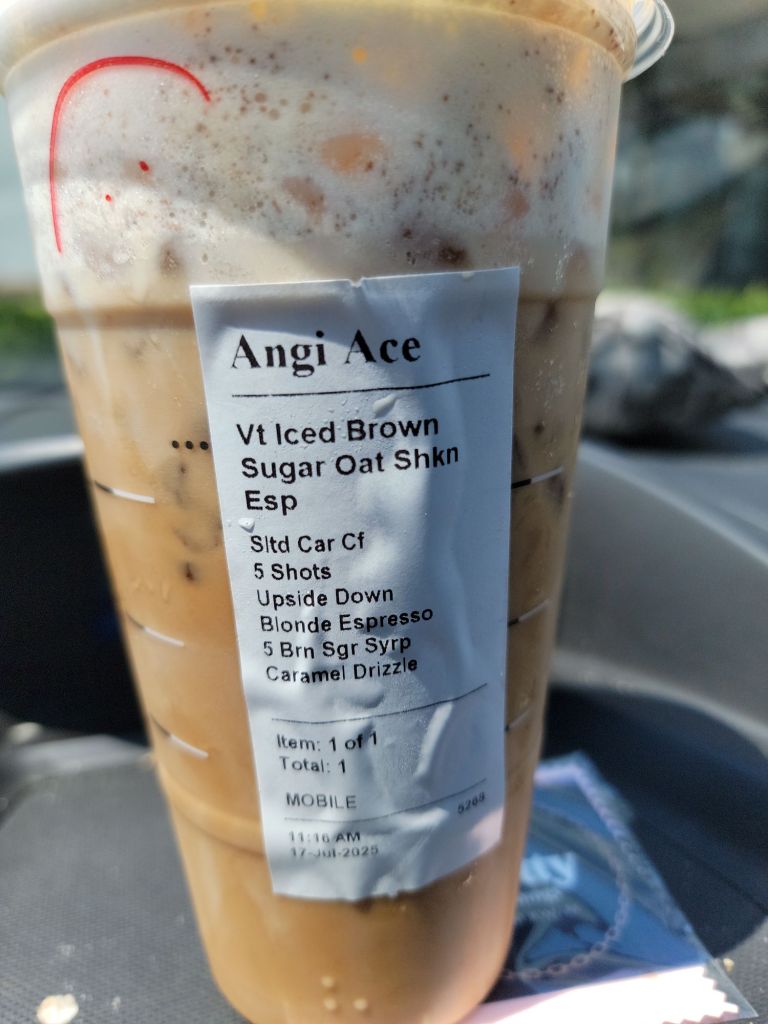 Angi Ace
Vt Iced Brown
Sugar Oat Shkn
Esp
Sltd Car Cf
5 Shots
Upside Down
Blonde Espresso
5 Brn Sgr Syrp
Caramel Drizzle
Item: 1 of 1
Total: 1
MOBILE
11:16 AM
17-Jul-2025